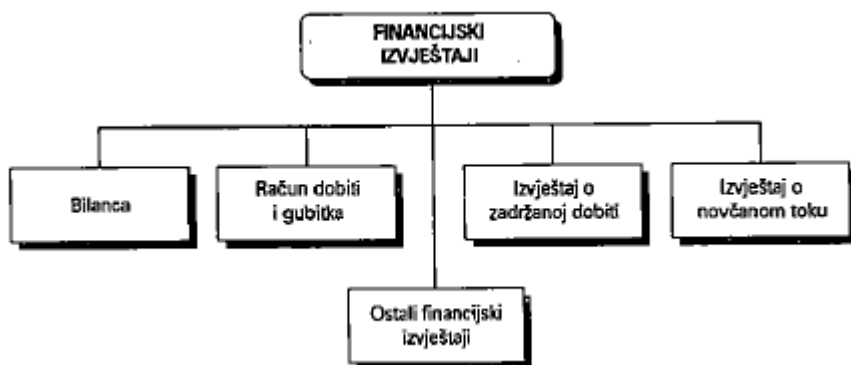 FINANCIJSKI
IZVJEŠTAJI
Bilanca
Račun dobiti
i gubitka
Izvještaj o
zadržanoj dobiti
Izvještaj o
novčanom toku
Ostali financijski
izvještaji